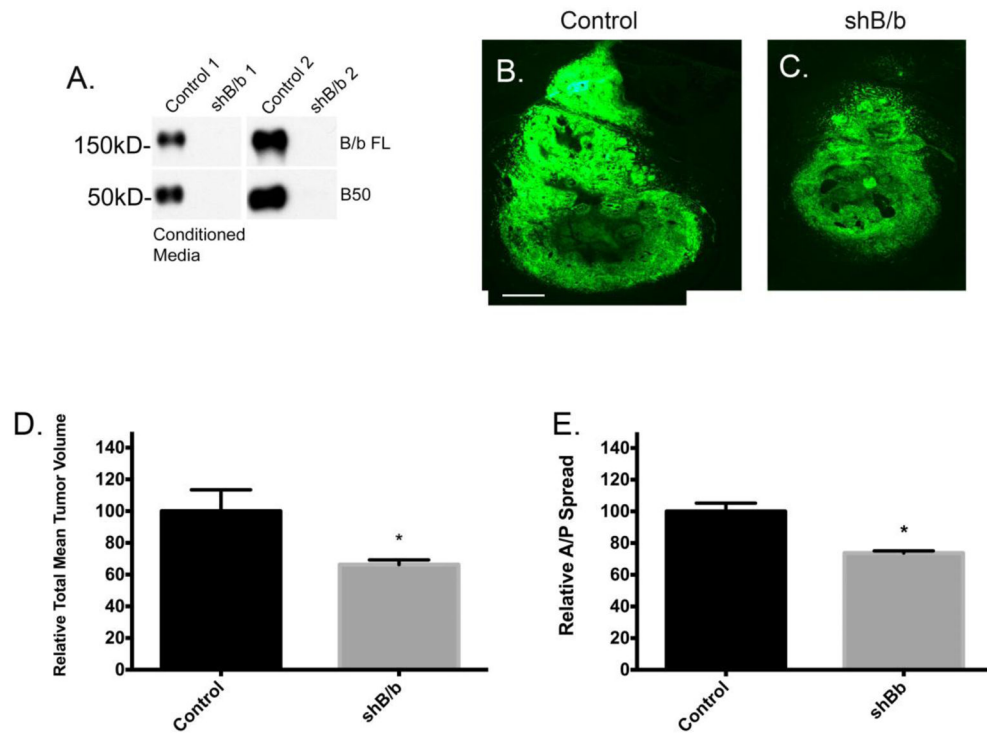 Control
shB/b
A.
Control 1
shB/b 1
Control 2
shB/b 2
150kD-
B/b FL
50kD-
B50
Conditioned
Media
B.
C.
D.
Relative Total Mean Tumor Volume
140
120
100
80
60
40
20
0
*
Control
shB/b
E.
Relative A/P Spread
140
120
100
80
60
40
20
0
*
Control
shBb